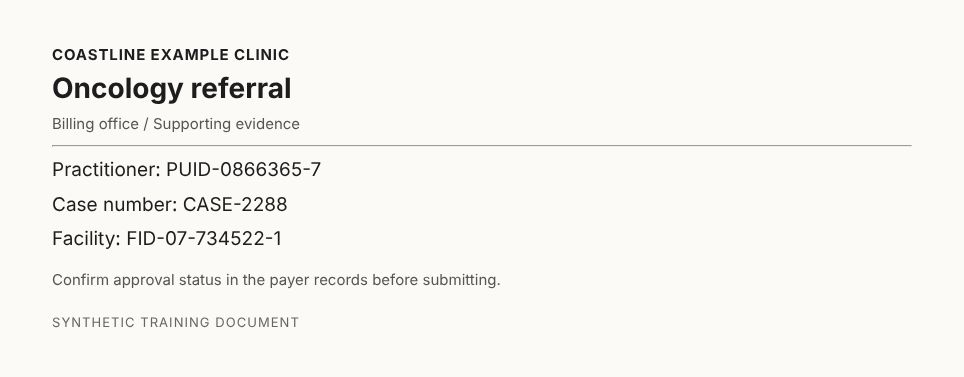 COASTLINE EXAMPLE CLINIC
Oncology referral
Billing office / Supporting evidence
Practitioner: PUID-0866365-7
Case number: CASE-2288
Facility: FID-07-734522-1
Confirm approval status in the payer records before submitting.
SYNTHETIC TRAINING DOCUMENT